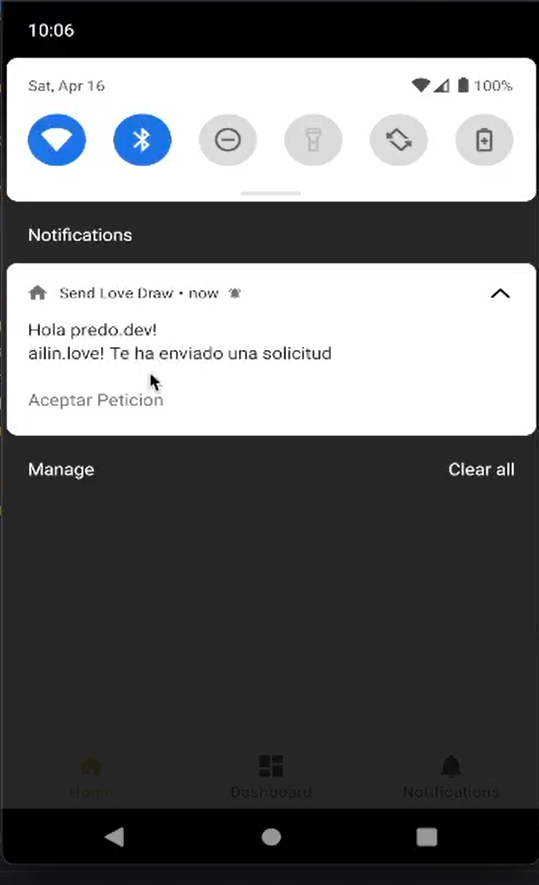 10:06
Sat, Apr 16 100%
Notifications
Send Love Draw • now
Hola predo.dev!
ailin.love! Te ha enviado una solicitud
Aceptar Peticion
Manage Clear all
Home Dashboard Notifications